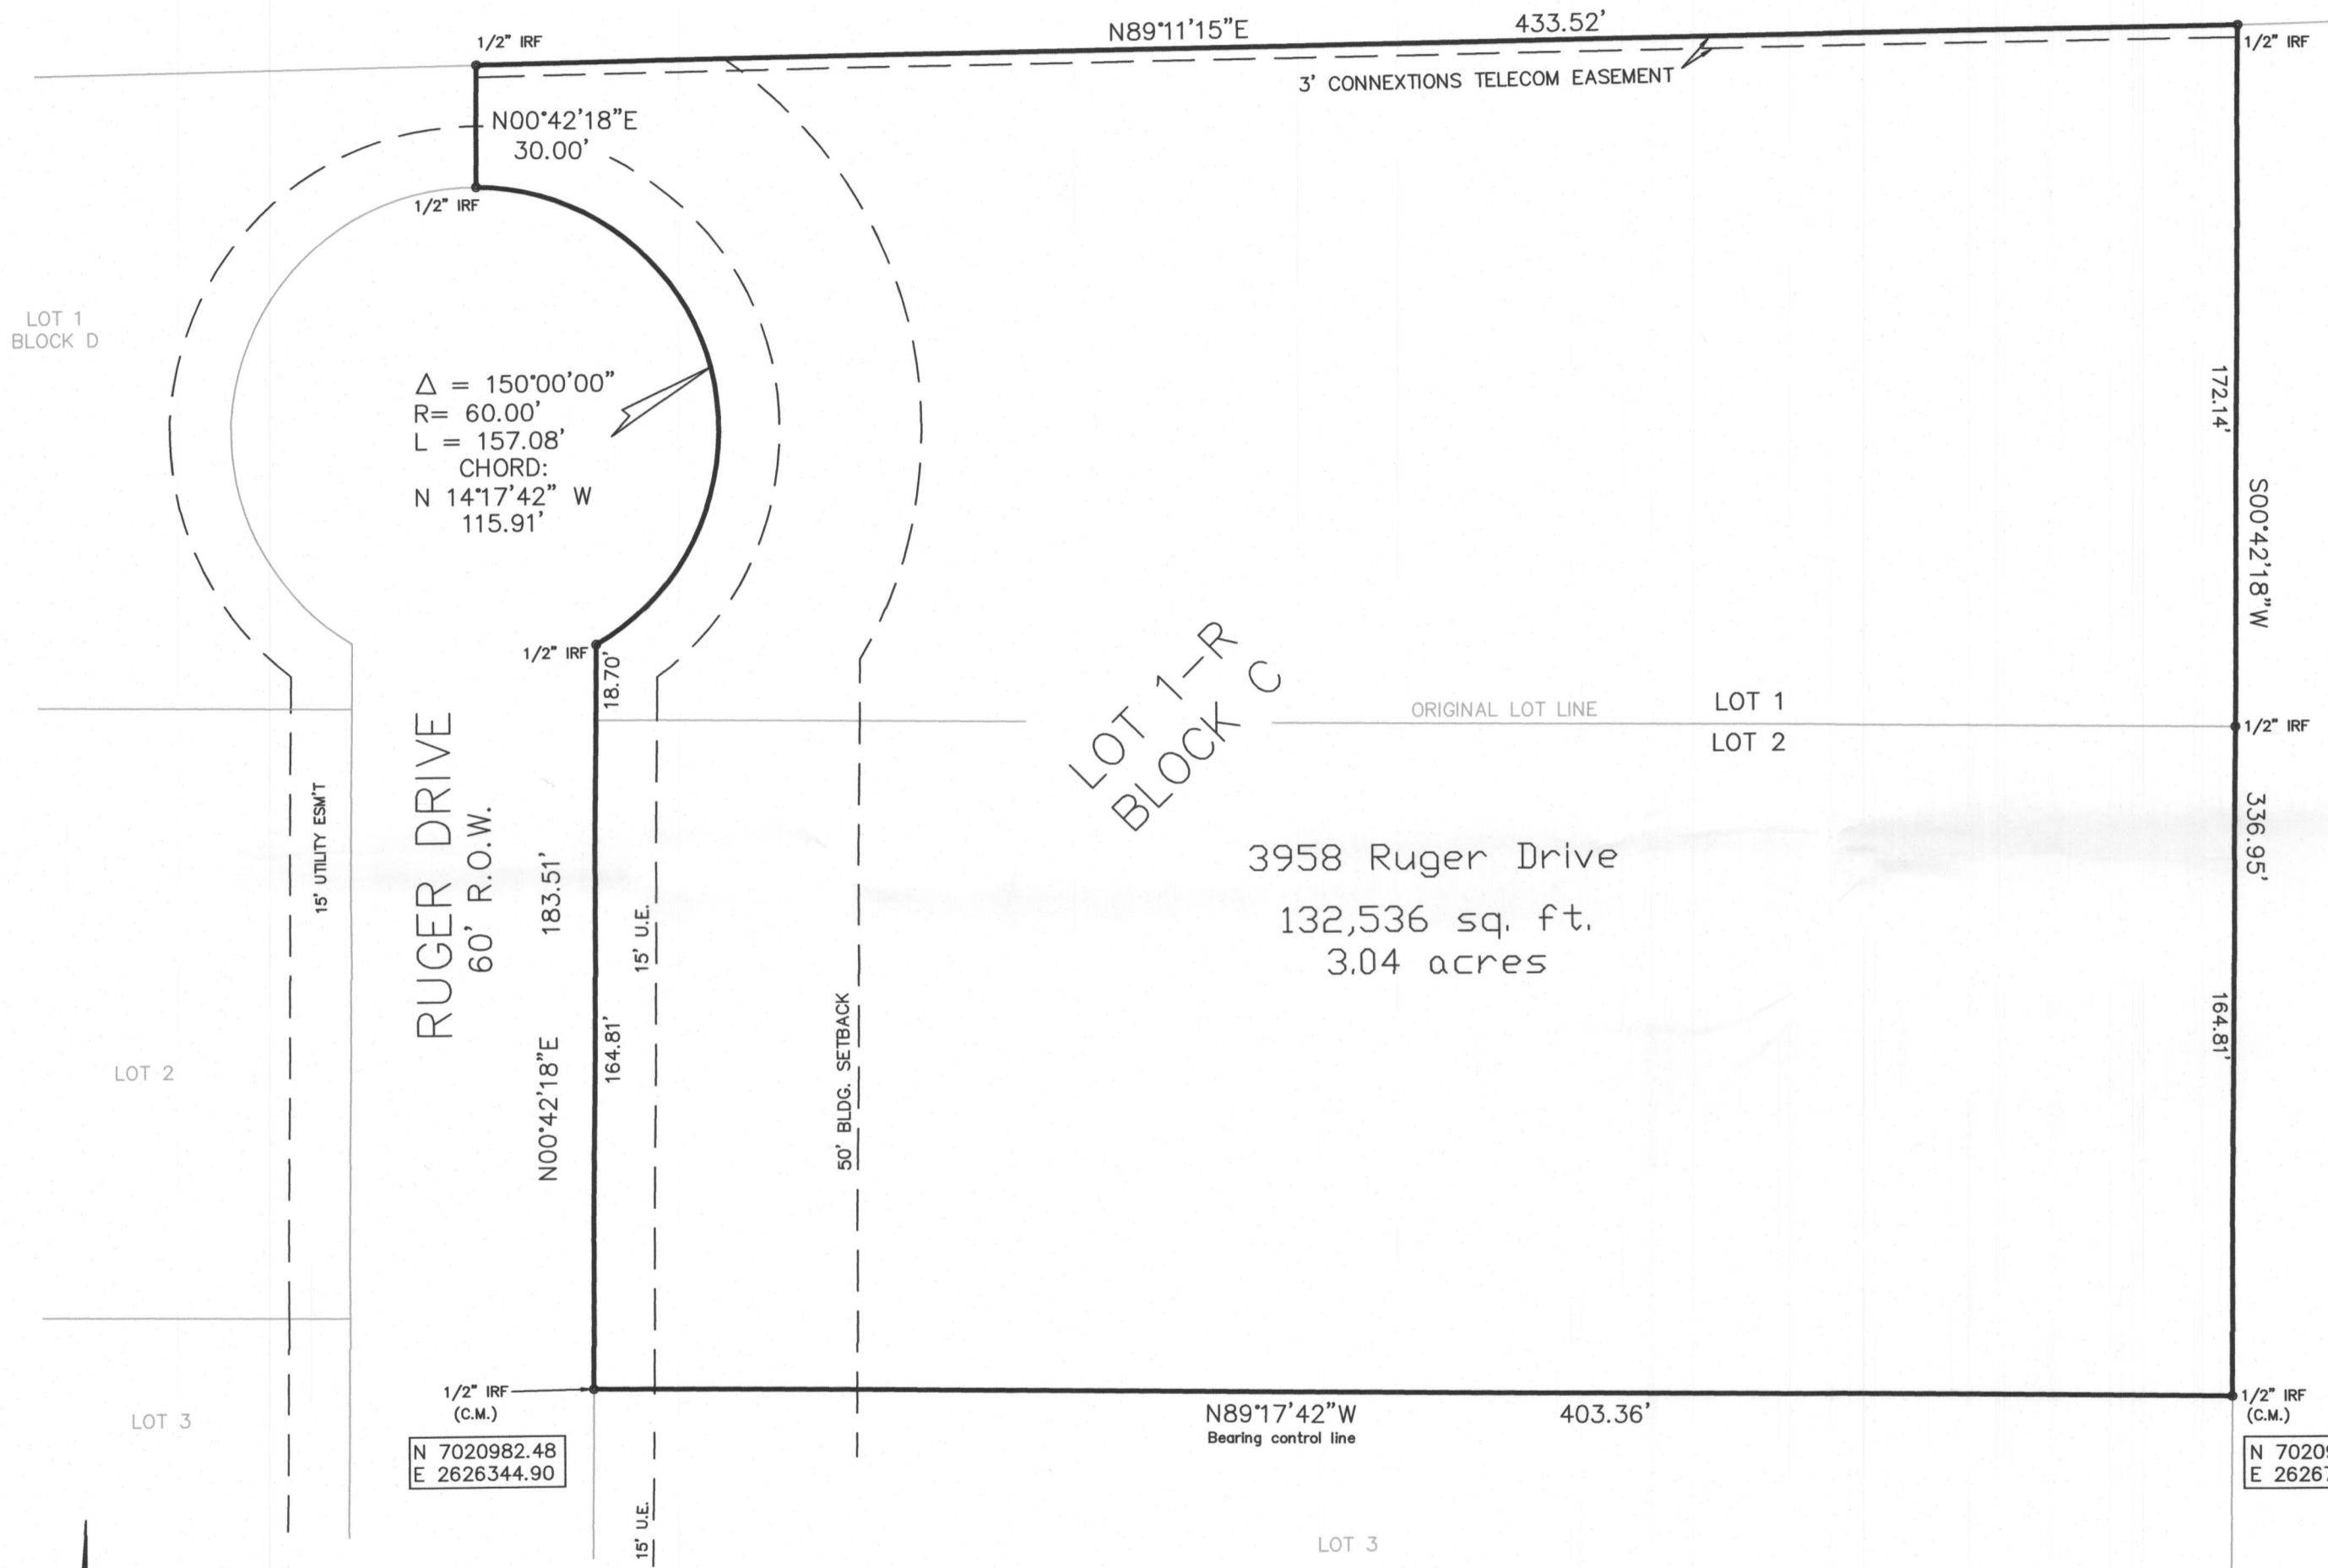 N89°11'15"E 433.52'
1/2" IRF
1/2" IRF
3' CONNEXTIONS TELECOM EASEMENT
N00°42'18"E
30.00'
1/2" IRF
LOT 1
BLOCK D
Δ = 150°00'00"
R= 60.00'
L = 157.08'
CHORD:
N 14°17'42" W
115.91'
172.14'
S00°42'18"W
1/2" IRF
18.70'
LOT 1-R
BLOCK C
ORIGINAL LOT LINE
LOT 1
LOT 2
1/2" IRF
336.95'
15' UTILITY ESM'T
RUGER DRIVE
60' R.O.W.
183.51'
15' U.E.
3958 Ruger Drive
132,536 sq. ft.
3.04 acres
N00°42'18"E
164.81'
50' BLDG. SETBACK
164.81'
LOT 2
1/2" IRF
(C.M.)
N89°17'42"W 403.36'
Bearing control line
1/2" IRF
(C.M.)
LOT 3
N 7020982.48
E 2626344.90
N 70209
E 26267
15' U.E.
LOT 3